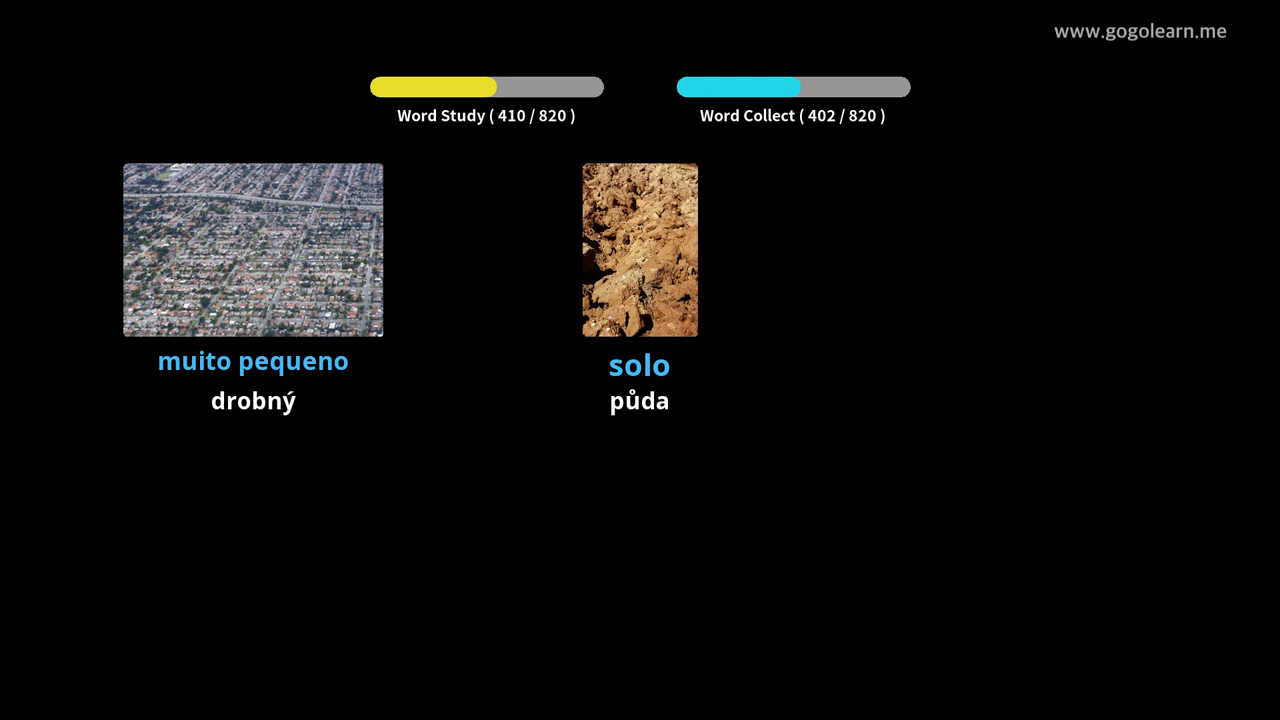 www.gogolearn.me
Word Study ( 410 / 820 )
Word Collect ( 402 / 820 )
muito pequeno
drobný
solo
půda